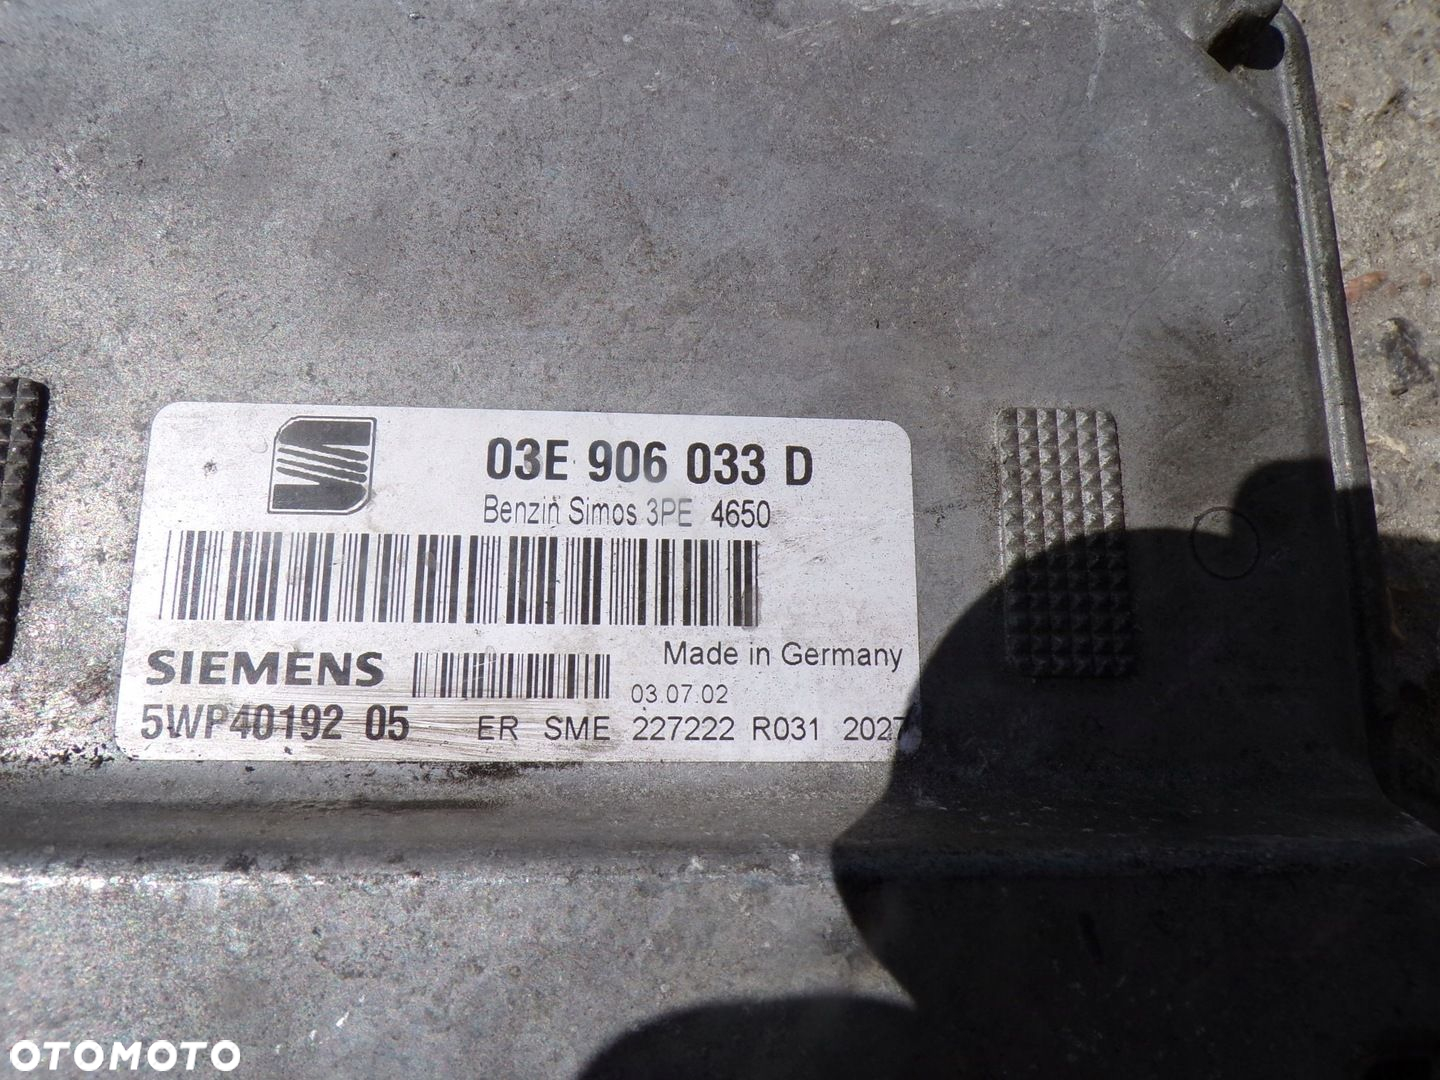 03E 906 033 D
Benzin Simos 3PE 4650
Made in Germany
SIEMENS
03.07.02
5WP40192 05 ER SME 227222 R031 2027
OTOMOTO